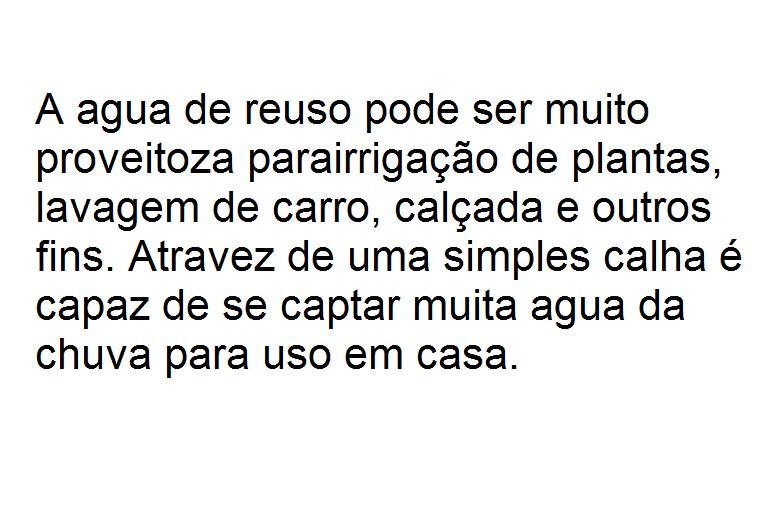 A agua de reuso pode ser muito
proveitoza parairrigação de plantas,
lavagem de carro, calçada e outros
fins. Atravez de uma simples calha é
capaz de se captar muita agua da
chuva para uso em casa.